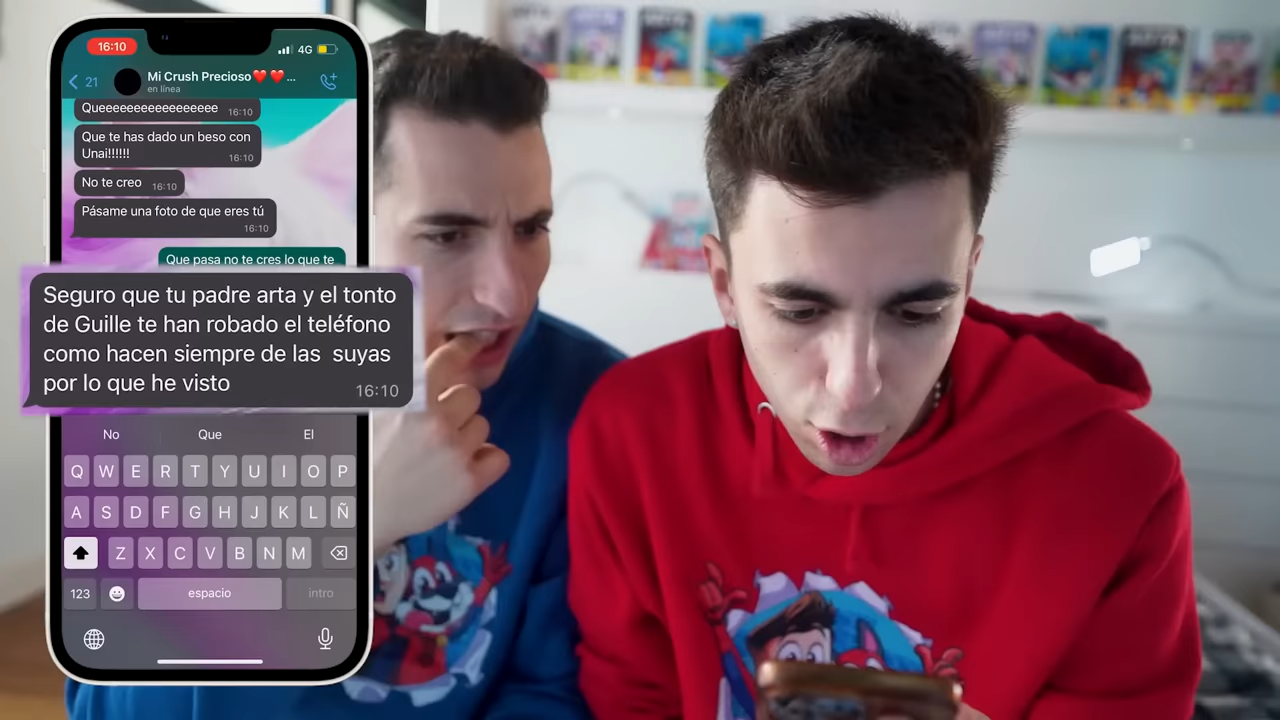 16:10
4G
21
Mi Crush Precioso❤️❤️...
en línea
Queeeeeeeeeeeeeeeee 16:10
Que te has dado un beso con
Unai!!!!!! 16:10
No te creo 16:10
Pásame una foto de que eres tú
16:10
Que pasa no te cres lo que te
Seguro que tu padre arta y el tonto
de Guille te han robado el teléfono
como hacen siempre de las suyas
por lo que he visto 16:10
No Que El
Q W E R T Y U I O P
A S D F G H J K L Ñ
Z X C V B N M
123 espacio intro